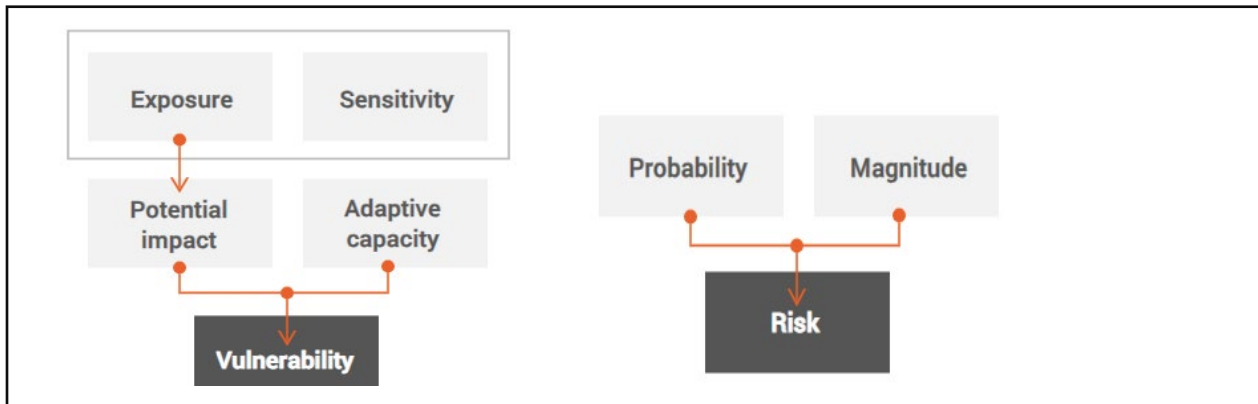 Exposure
Sensitivity
Potential
impact
Adaptive
capacity
Vulnerability
Probability
Magnitude
Risk